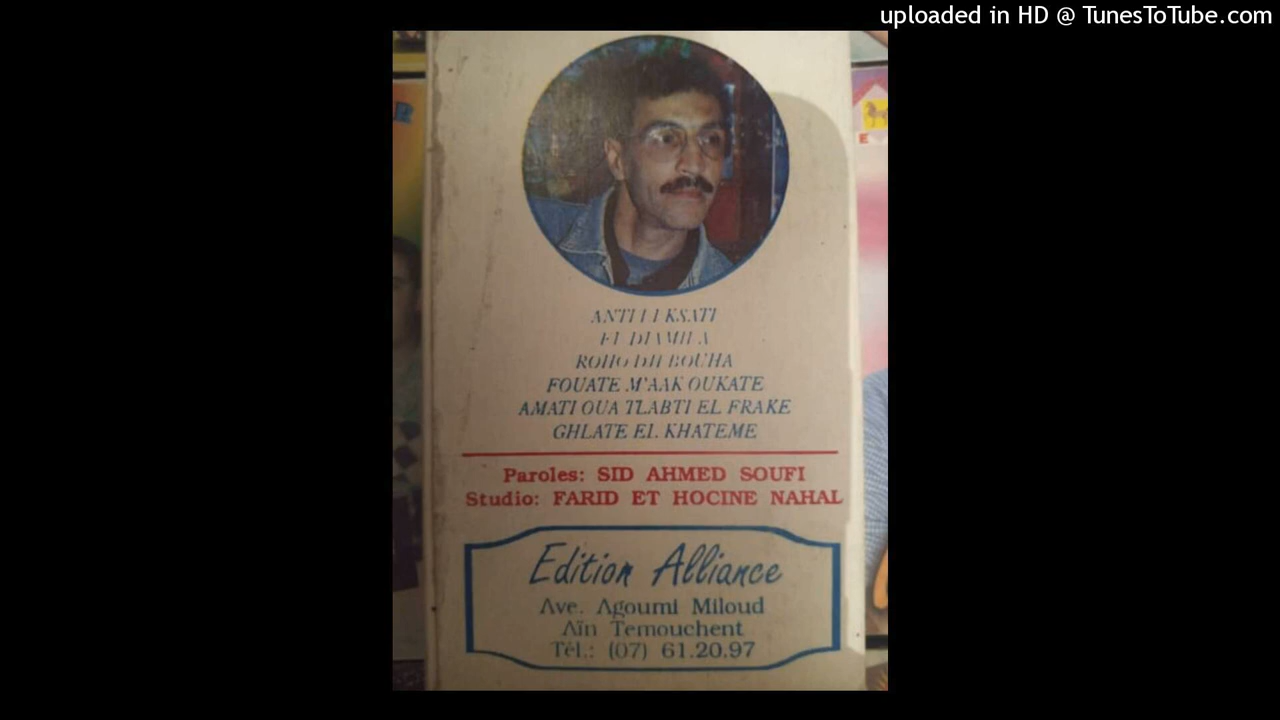 uploaded in HD @ TunesToTube.com
ANTI LI KSATI
EL DJAMILA
ROHO DH BOUHA
FOUATE M'AAK OUKATE
AMATI OUA TLABTI EL FRAKE
GHLATE EL KHATEME
Paroles: SID AHMED SOUFI
Studio: FARID ET HOCINE NAHAL
Edition Alliance
Ave. Agoumi Miloud
Aïn Temouchent
Tél.: (07) 61.20.97